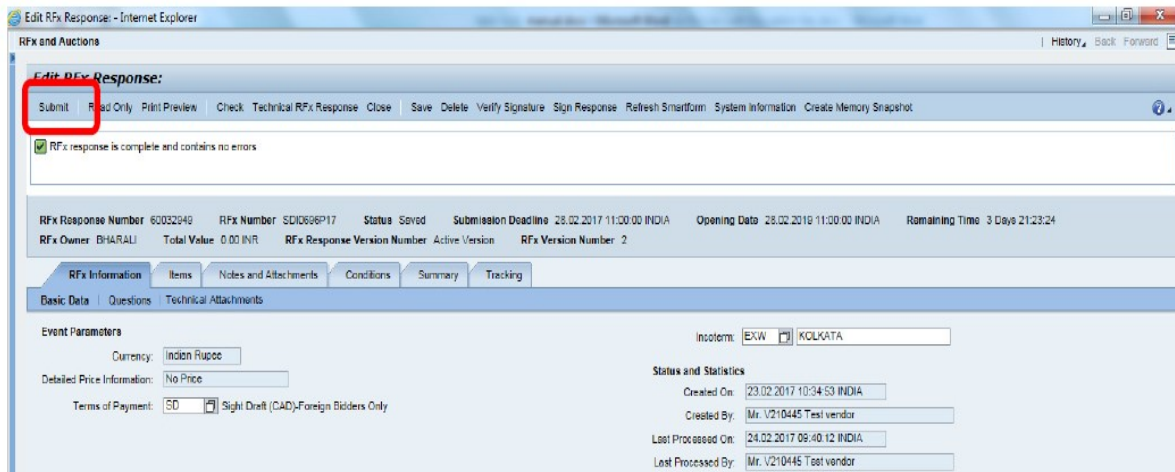 Edit RFx Response: - Internet Explorer
RFx and Auctions
History Back Forward
Edit RFx Response:
Submit Read Only Print Preview Check Technical RFx Response Close Save Delete Verify Signature Sign Response Refresh Smartform System Information Create Memory Snapshot
RFx response is complete and contains no errors
RFx Response Number 60032949 RFx Number SDI0696P17 Status Saved Submission Deadline 28.02.2017 11:00:00 INDIA Opening Date 28.02.2019 11:00:00 INDIA Remaining Time 3 Days 21:23:24
RFx Owner BHARALI Total Value 0.00 INR RFx Response Version Number Active Version RFx Version Number 2
RFx Information Items Notes and Attachments Conditions Summary Tracking
Basic Data Questions Technical Attachments
Event Parameters
Incoterm: EXW KOLKATA
Currency: Indian Rupee
Status and Statistics
Detailed Price Information: No Price
Created On: 23.02.2017 10:34:53 INDIA
Terms of Payment: SD Sight Draft (CAD)-Foreign Bidders Only
Created By: Mr. V210445 Test vendor
Last Processed On: 24.02.2017 09:40:12 INDIA
Last Processed By: Mr. V210445 Test vendor